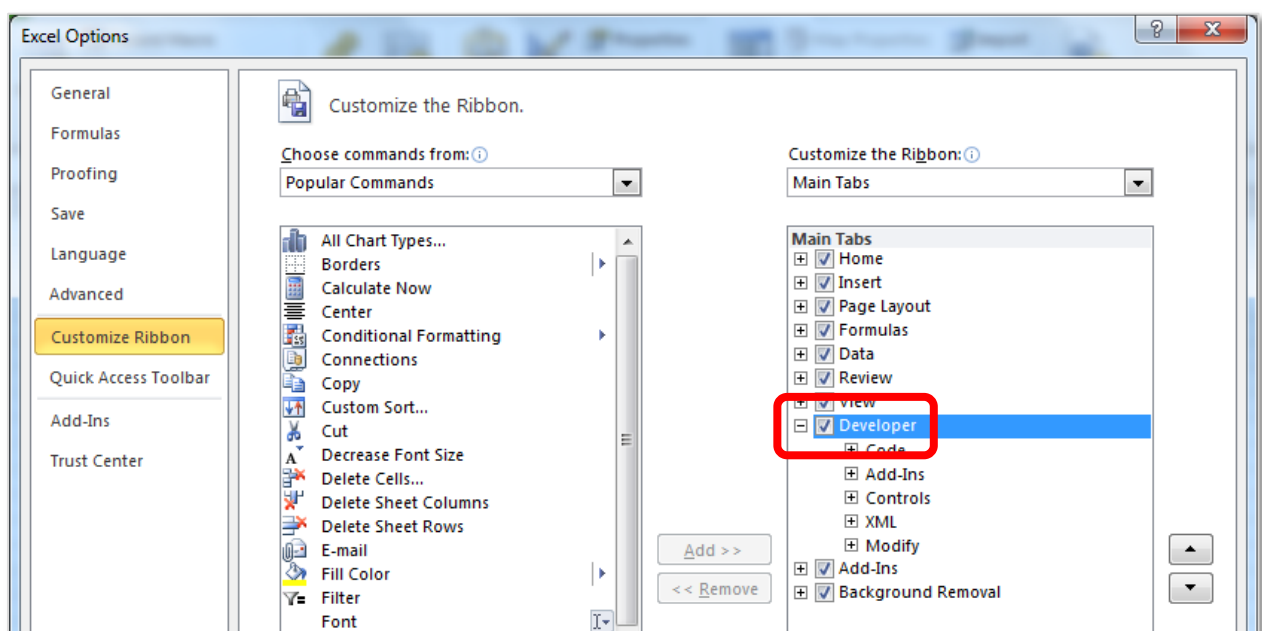 Excel Options
General
Formulas
Proofing
Save
Language
Advanced
Customize Ribbon
Quick Access Toolbar
Add-Ins
Trust Center
Customize the Ribbon.
Choose commands from:
Popular Commands
All Chart Types...
Borders
Calculate Now
Center
Conditional Formatting
Connections
Copy
Custom Sort...
Cut
Decrease Font Size
Delete Cells...
Delete Sheet Columns
Delete Sheet Rows
E-mail
Fill Color
Filter
Font
Add >>
<< Remove
Customize the Ribbon:
Main Tabs
Main Tabs
Home
Insert
Page Layout
Formulas
Data
Review
View
Developer
Code
Add-Ins
Controls
XML
Modify
Add-Ins
Background Removal